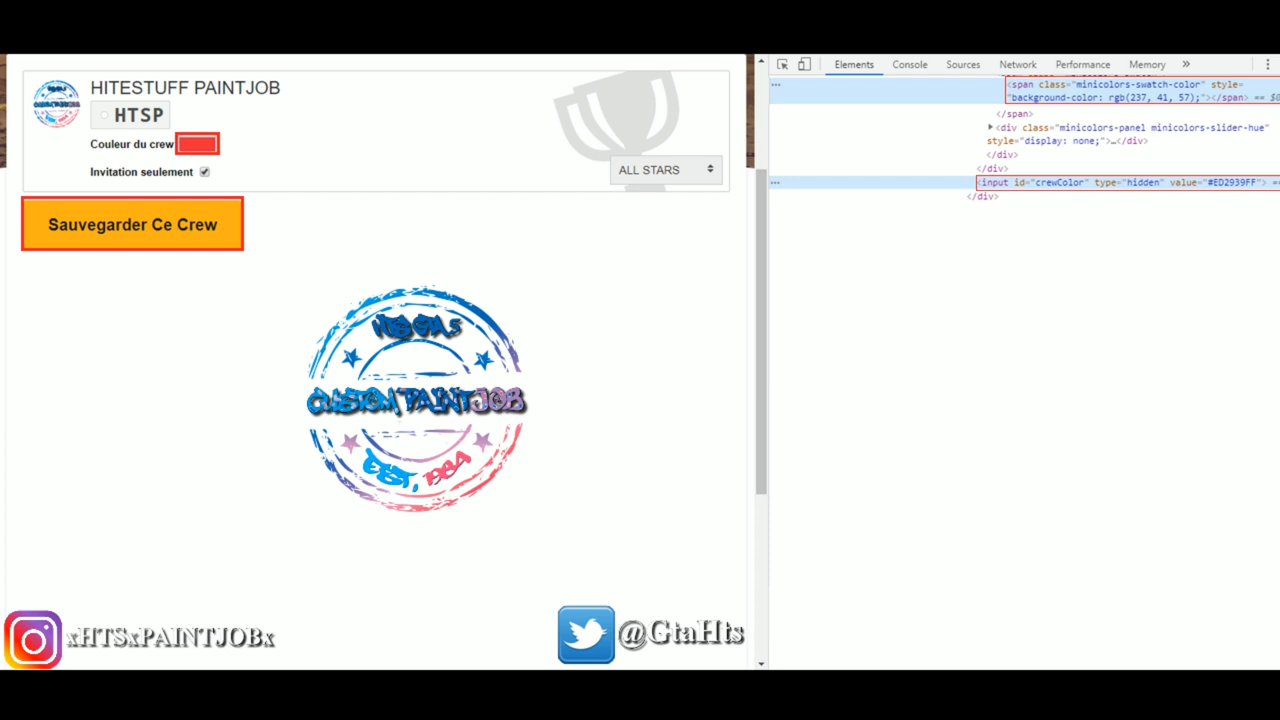 HITESTUFF PAINTJOB
HTSP
Couleur du crew
Invitation seulement
ALL STARS
Sauvegarder Ce Crew
CUSTOM PAINTJOB
EST, 1984
xHTSxPAINTJOBx
@GtaHts
Elements Console Sources Network Performance Memory »
<span class="minicolors-swatch-color" style=
"background-color: rgb(237, 41, 57);"></span> ==
</span>
<div class="minicolors-panel minicolors-slider-hue"
style="display: none;">…</div>
</div>
</div>
<input id="crewColor" type="hidden" value="#ED2939FF"> ==
</div>